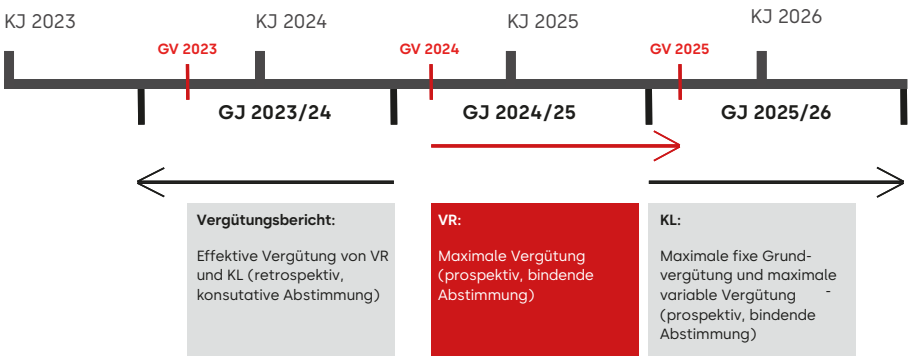 KJ 2023
KJ 2024
KJ 2025
KJ 2026
GV 2023
GV 2024
GV 2025
GJ 2023/24
GJ 2024/25
GJ 2025/26
Vergütungsbericht:
Effektive Vergütung von VR
und KL (retrospektiv,
konsutative Abstimmung)
VR:
Maximale Vergütung
(prospektiv, bindende
Abstimmung)
KL:
Maximale fixe Grund-
vergütung und maximale
variable Vergütung -
(prospektiv, bindende
Abstimmung)